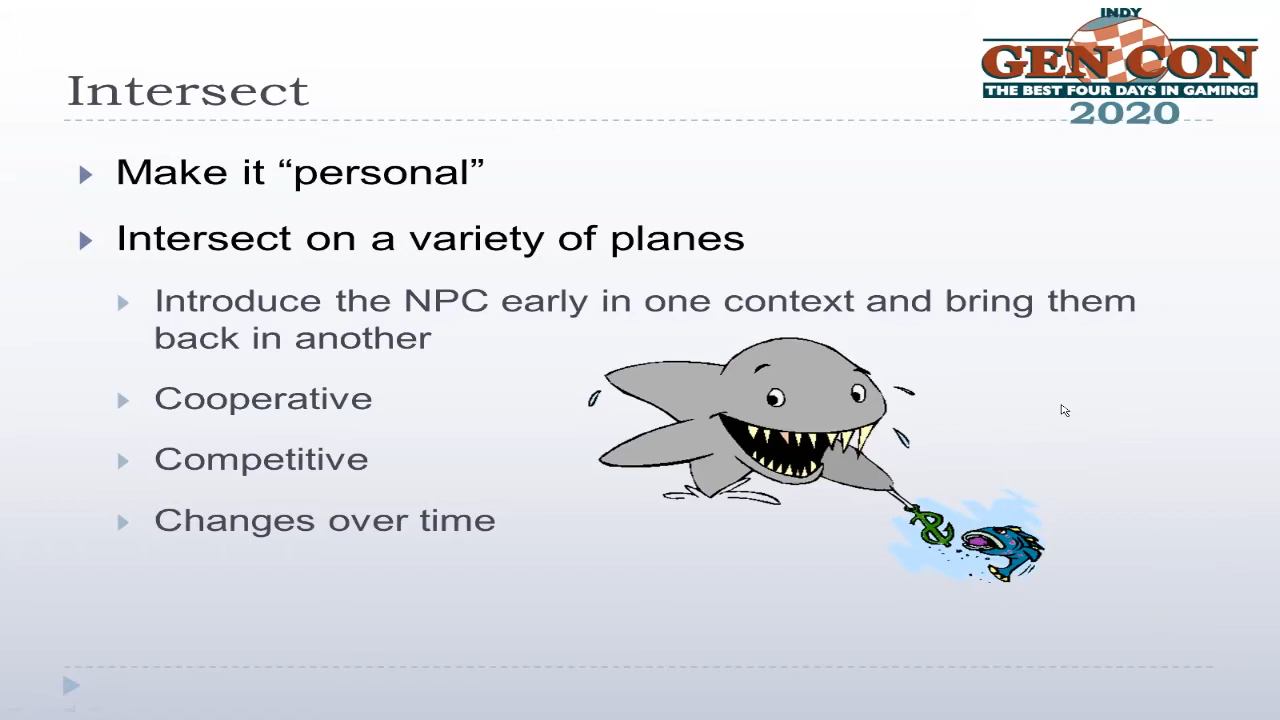 INDY
GEN CON
THE BEST FOUR DAYS IN GAMING!
2020
Intersect
Make it “personal”
Intersect on a variety of planes
Introduce the NPC early in one context and bring them
back in another
Cooperative
Competitive
Changes over time